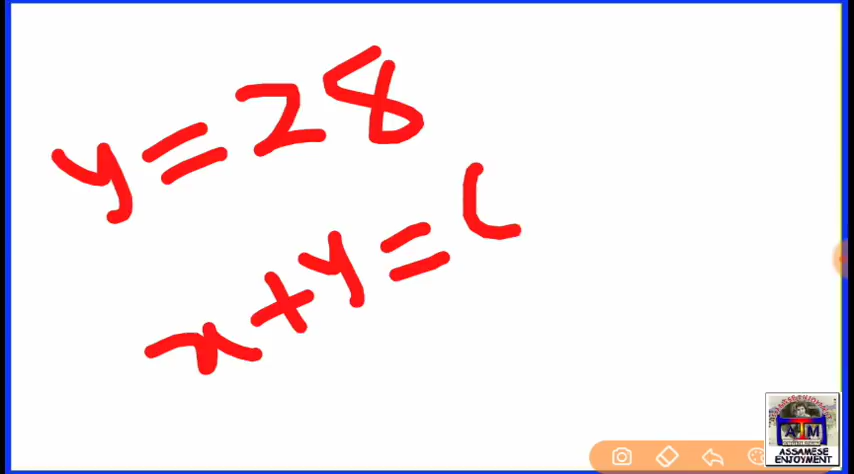 y=28
x+y=(
ATM
ASSAMESE
ENJOYMENT